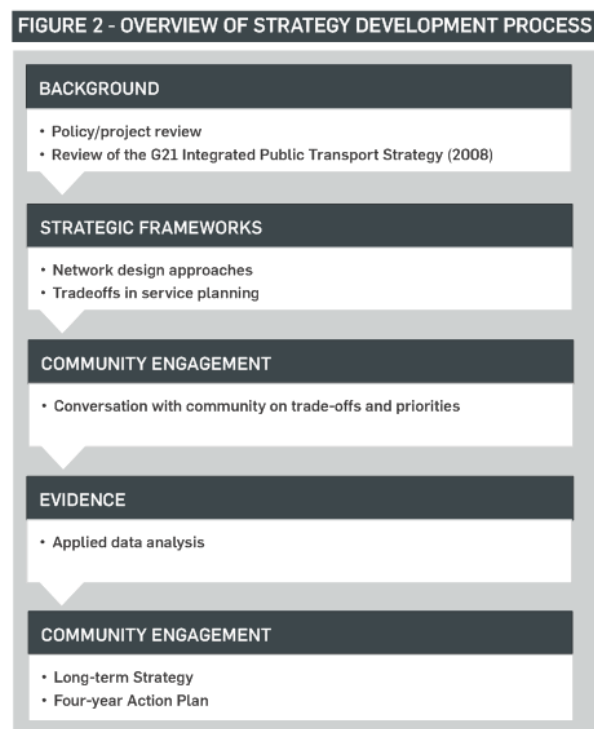 FIGURE 2 - OVERVIEW OF STRATEGY DEVELOPMENT PROCESS
BACKGROUND
• Policy/project review
• Review of the G21 Integrated Public Transport Strategy (2008)
STRATEGIC FRAMEWORKS
• Network design approaches
• Tradeoffs in service planning
COMMUNITY ENGAGEMENT
• Conversation with community on trade-offs and priorities
EVIDENCE
• Applied data analysis
COMMUNITY ENGAGEMENT
• Long-term Strategy
• Four-year Action Plan